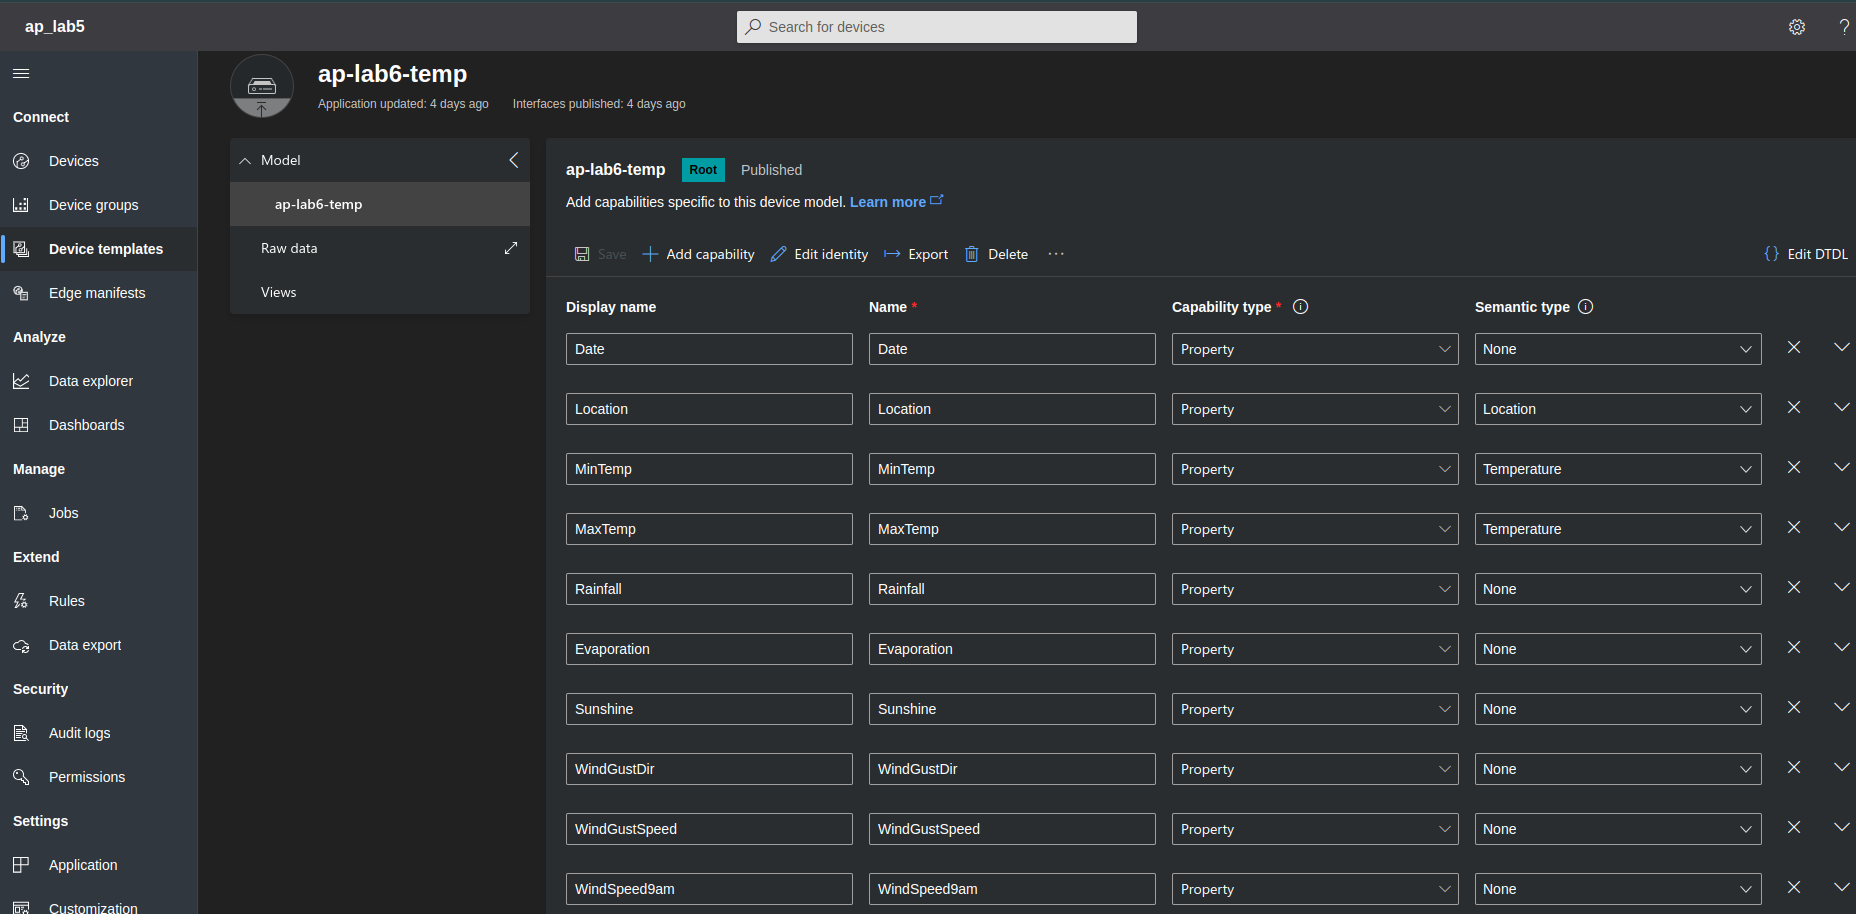 ap_lab5
Search for devices
?
ap-lab6-temp
Application updated: 4 days ago Interfaces published: 4 days ago
Connect
Devices
Device groups
Device templates
Edge manifests
Analyze
Data explorer
Dashboards
Manage
Jobs
Extend
Rules
Data export
Security
Audit logs
Permissions
Settings
Application
Customization
Model
ap-lab6-temp
Raw data
Views
ap-lab6-temp Root Published
Add capabilities specific to this device model. Learn more
Save Add capability Edit identity Export Delete ··· {} Edit DTDL
Display name Name * Capability type * Semantic type
Date Date Property None
Location Location Property Location
MinTemp MinTemp Property Temperature
MaxTemp MaxTemp Property Temperature
Rainfall Rainfall Property None
Evaporation Evaporation Property None
Sunshine Sunshine Property None
WindGustDir WindGustDir Property None
WindGustSpeed WindGustSpeed Property None
WindSpeed9am WindSpeed9am Property None